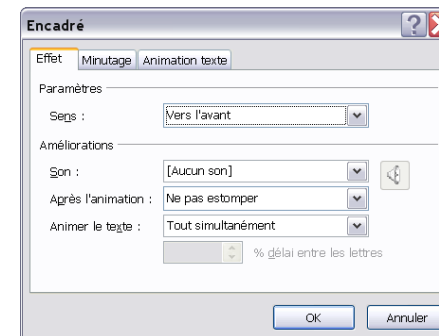 Encadré
Effet Minutage Animation texte
Paramètres
Sens : Vers l'avant
Améliorations
Son : [Aucun son]
Après l'animation : Ne pas estomper
Animer le texte : Tout simultanément
% délai entre les lettres
OK Annuler